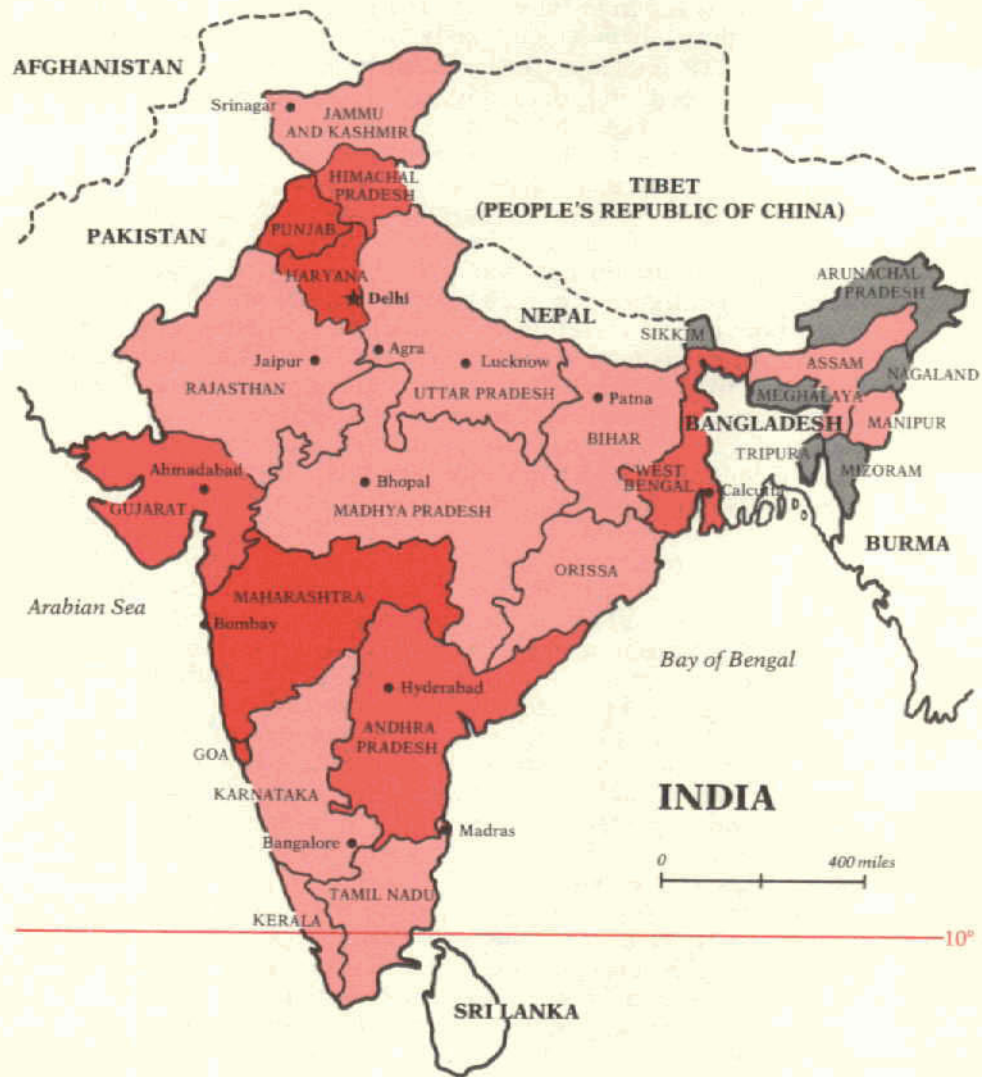 AFGHANISTAN
Srinagar
JAMMU
AND KASHMIR
HIMACHAL
PRADESH
TIBET
(PEOPLE'S REPUBLIC OF CHINA)
PUNJAB
PAKISTAN
HARYANA
Delhi
ARUNACHAL
PRADESH
NEPAL
SIKKIM
Agra
Jaipur
Lucknow
ASSAM
RAJASTHAN
UTTAR PRADESH
NAGALAND
MEGHALAYA
Patna
BANGLADESH
MANIPUR
BIHAR
TRIPURA
MIZORAM
Ahmadabad
WEST
BENGAL
Bhopal
Calcutta
GUJARAT
MADHYA PRADESH
BURMA
ORISSA
MAHARASHTRA
Arabian Sea
Bombay
Bay of Bengal
Hyderabad
ANDHRA
PRADESH
GOA
KARNATAKA
INDIA
Madras
Bangalore
0 400 miles
TAMIL NADU
KERALA
10°
SRI LANKA